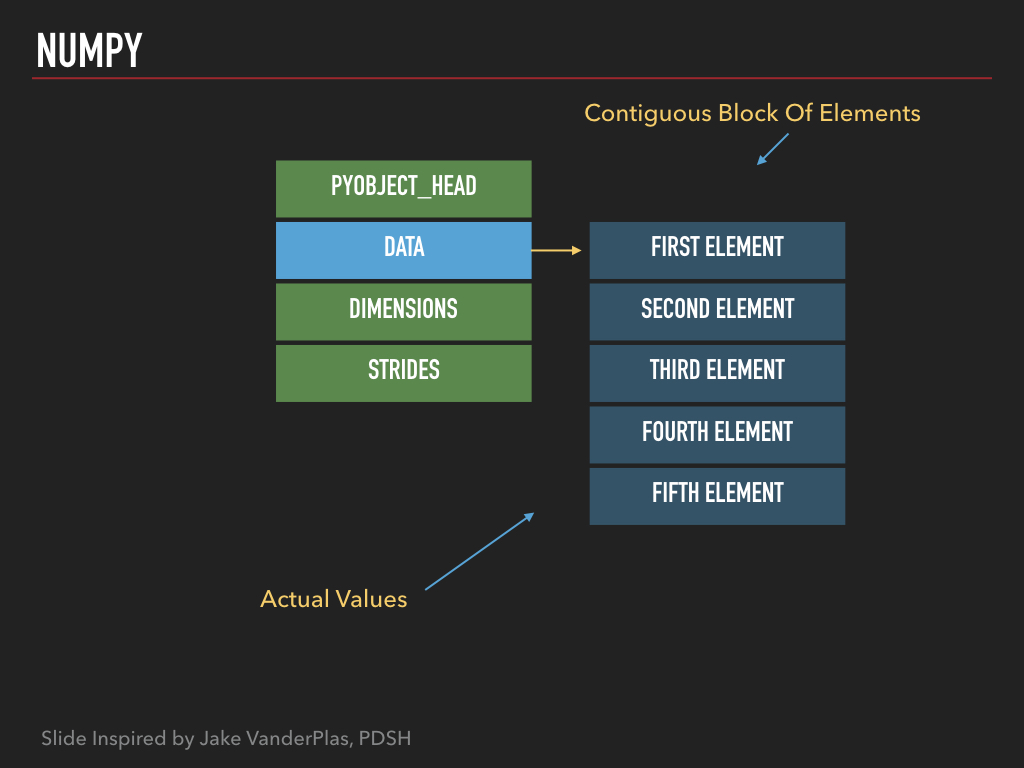 NUMPY
Contiguous Block Of Elements
PYOBJECT_HEAD
DATA
DIMENSIONS
STRIDES
FIRST ELEMENT
SECOND ELEMENT
THIRD ELEMENT
FOURTH ELEMENT
FIFTH ELEMENT
Actual Values
Slide Inspired by Jake VanderPlas, PDSH